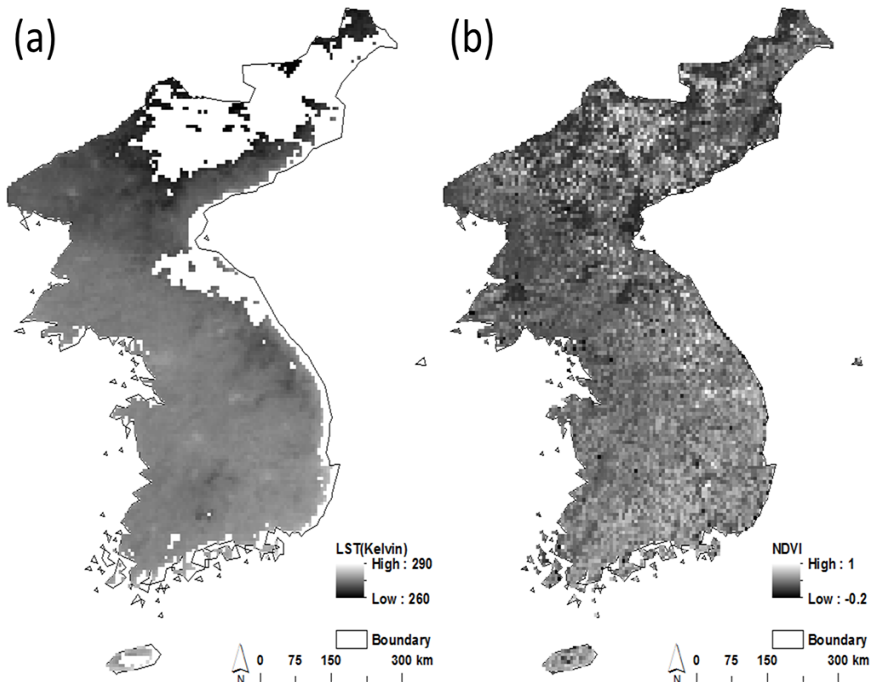 (a)
(b)
LST(Kelvin)
High : 290
Low : 260
Boundary
N
0 75 150 300 km
NDVI
High : 1
Low : -0.2
Boundary
N
0 75 150 300 km